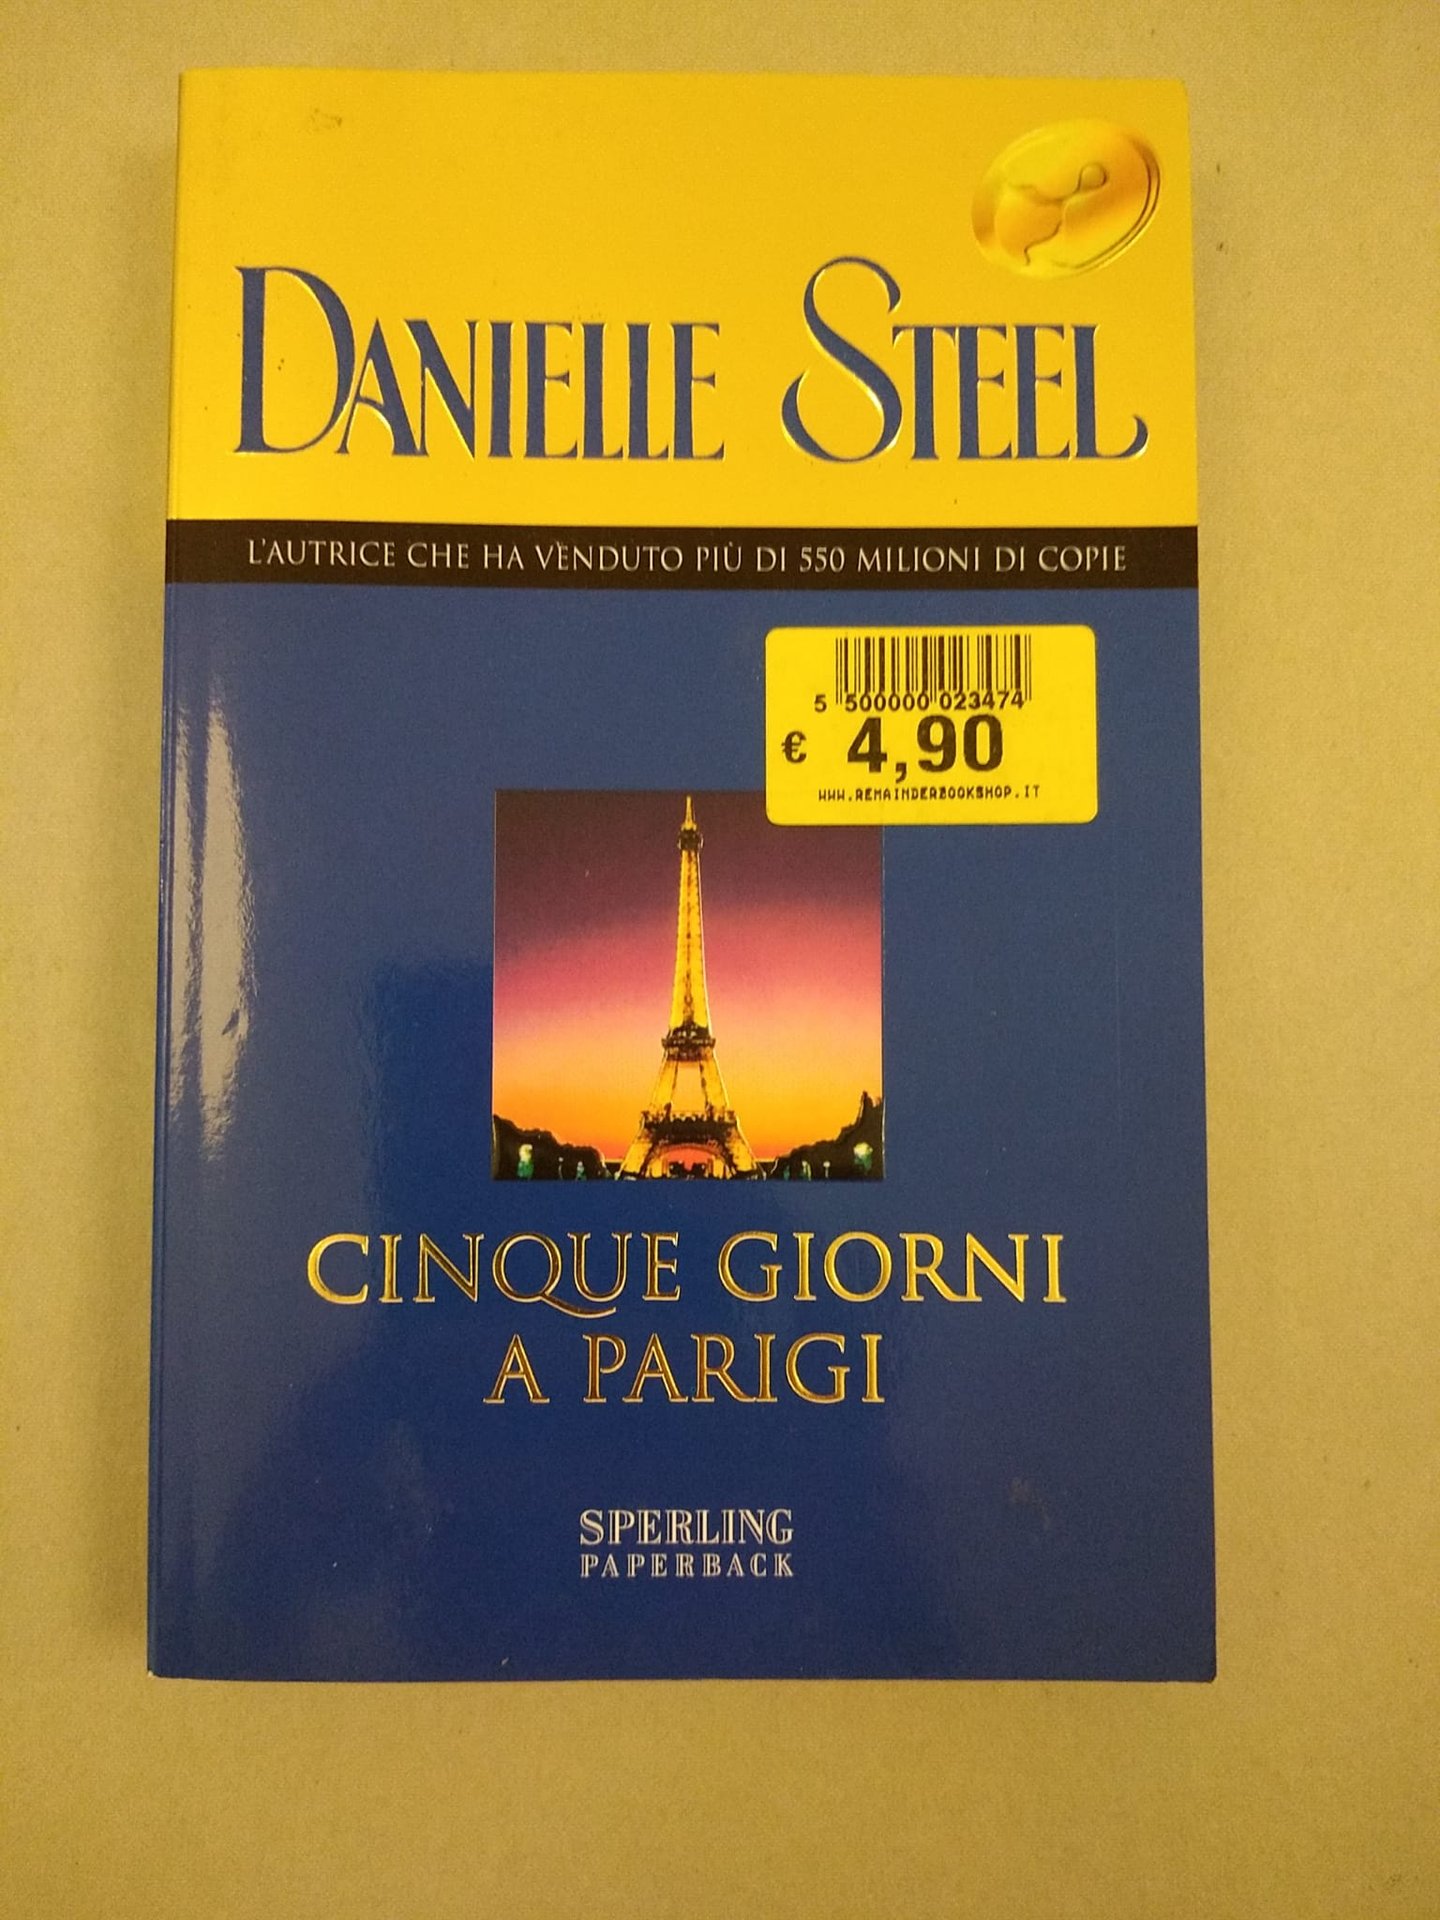 DANIELLE STEEL
L'AUTRICE CHE HA VENDUTO PIÙ DI 550 MILIONI DI COPIE
5 500000 023474
€ 4,90
WWW.REMAINDERBOOKSHOP.IT
CINQUE GIORNI
A PARIGI
SPERLING
PAPERBACK